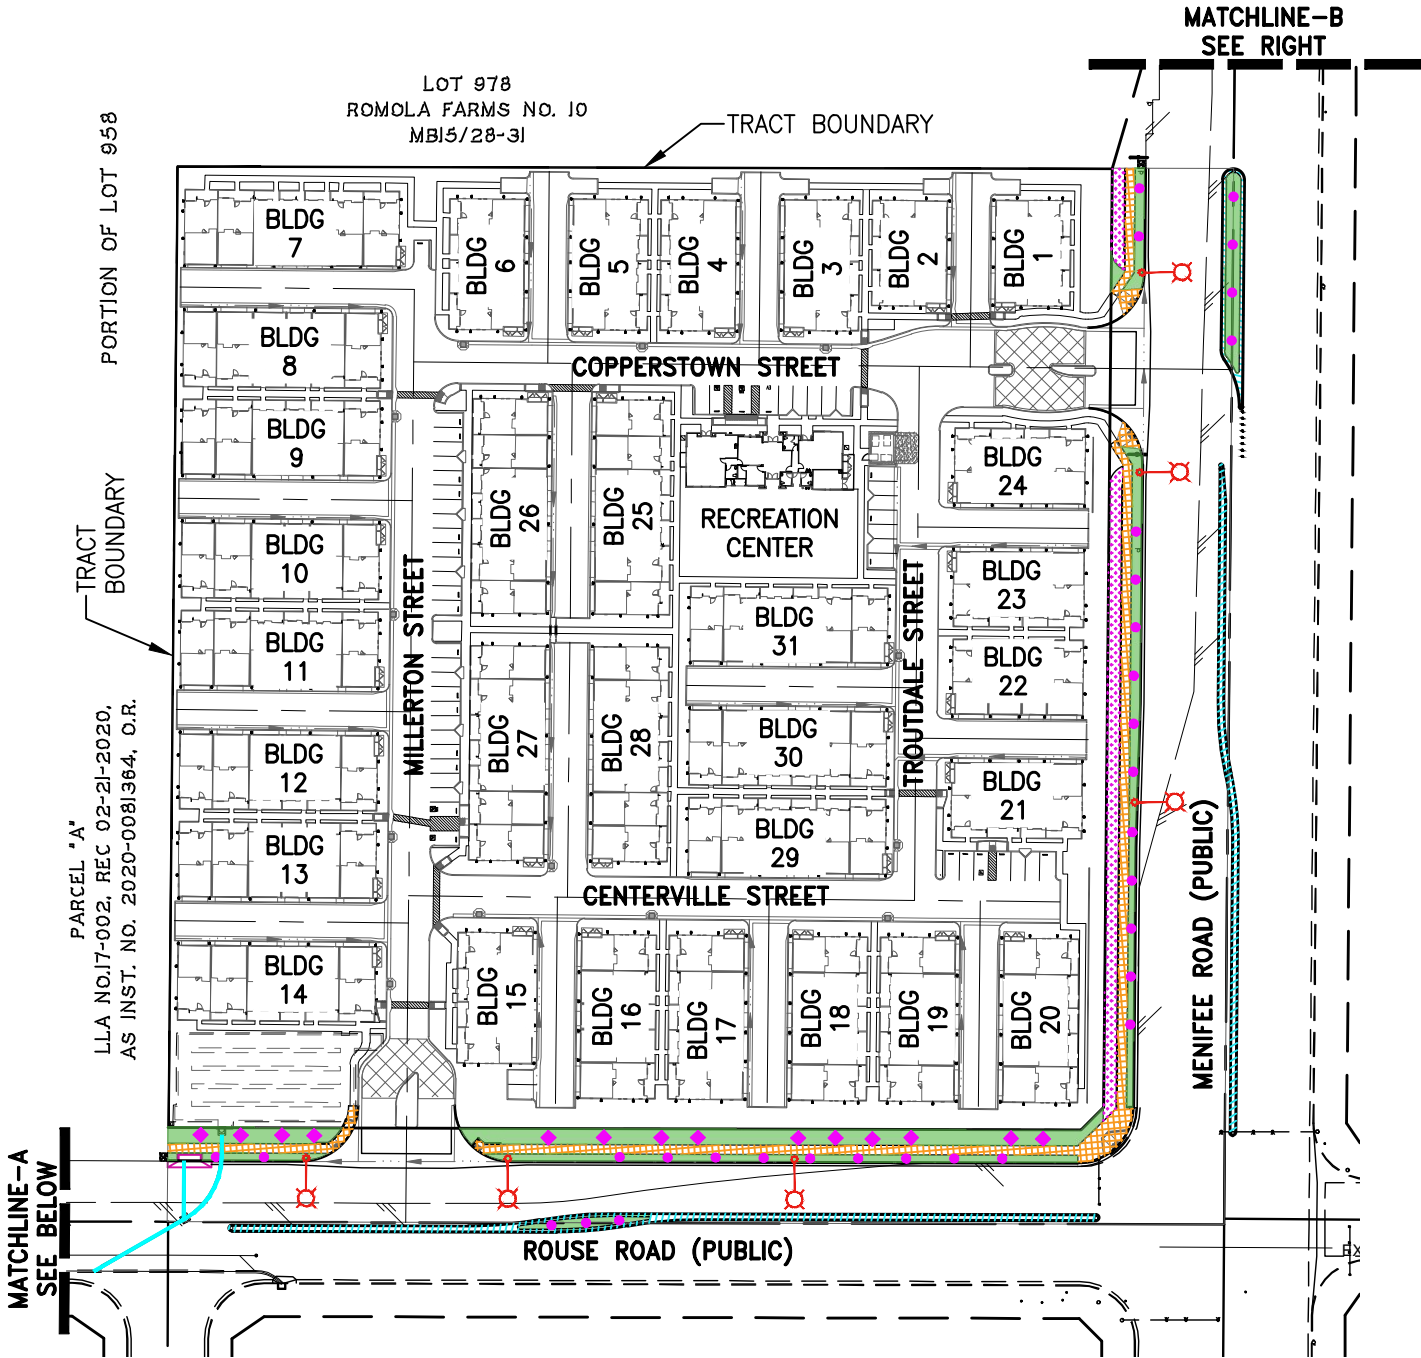 MATCHLINE-B
SEE RIGHT
LOT 978
ROMOLA FARMS NO. 10
MB15/28-31
TRACT BOUNDARY
PORTION OF LOT 958
BLDG
7
BLDG
6
BLDG
5
BLDG
4
BLDG
3
BLDG
2
BLDG
1
BLDG
8
COPPERSTOWN STREET
BLDG
9
BLDG
26
BLDG
25
RECREATION
CENTER
BLDG
24
TRACT
BOUNDARY
BLDG
10
BLDG
23
MILLERTON STREET
TROUTDALE STREET
BLDG
11
BLDG
31
BLDG
22
PARCEL "A"
LLA NO.17-002, REC 02-21-2020,
AS INST. NO. 2020-0081364, O.R.
BLDG
12
BLDG
27
BLDG
28
BLDG
30
BLDG
21
BLDG
13
BLDG
29
CENTERVILLE STREET
MENIFEE ROAD (PUBLIC)
BLDG
14
BLDG
15
BLDG
16
BLDG
17
BLDG
18
BLDG
19
BLDG
20
MATCHLINE-A
SEE BELOW
ROUSE ROAD (PUBLIC)
EX